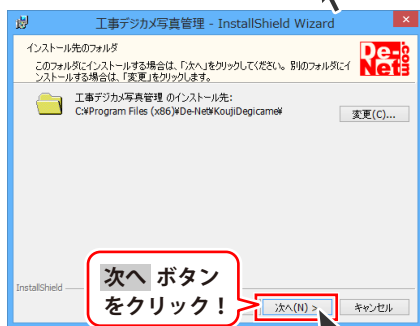 工事デジカメ写真管理 - InstallShield Wizard
インストール先のフォルダ
このフォルダにインストールする場合は、「次へ」をクリックしてください。別のフォルダにイ
ンストールする場合は、「変更」をクリックします。
De-Net
工事デジカメ写真管理 のインストール先:
C:¥Program Files (x86)¥De-Net¥KoujiDegicame¥
変更(C)...
次へ ボタン
をクリック!
InstallShield
次へ(N) >
キャンセル